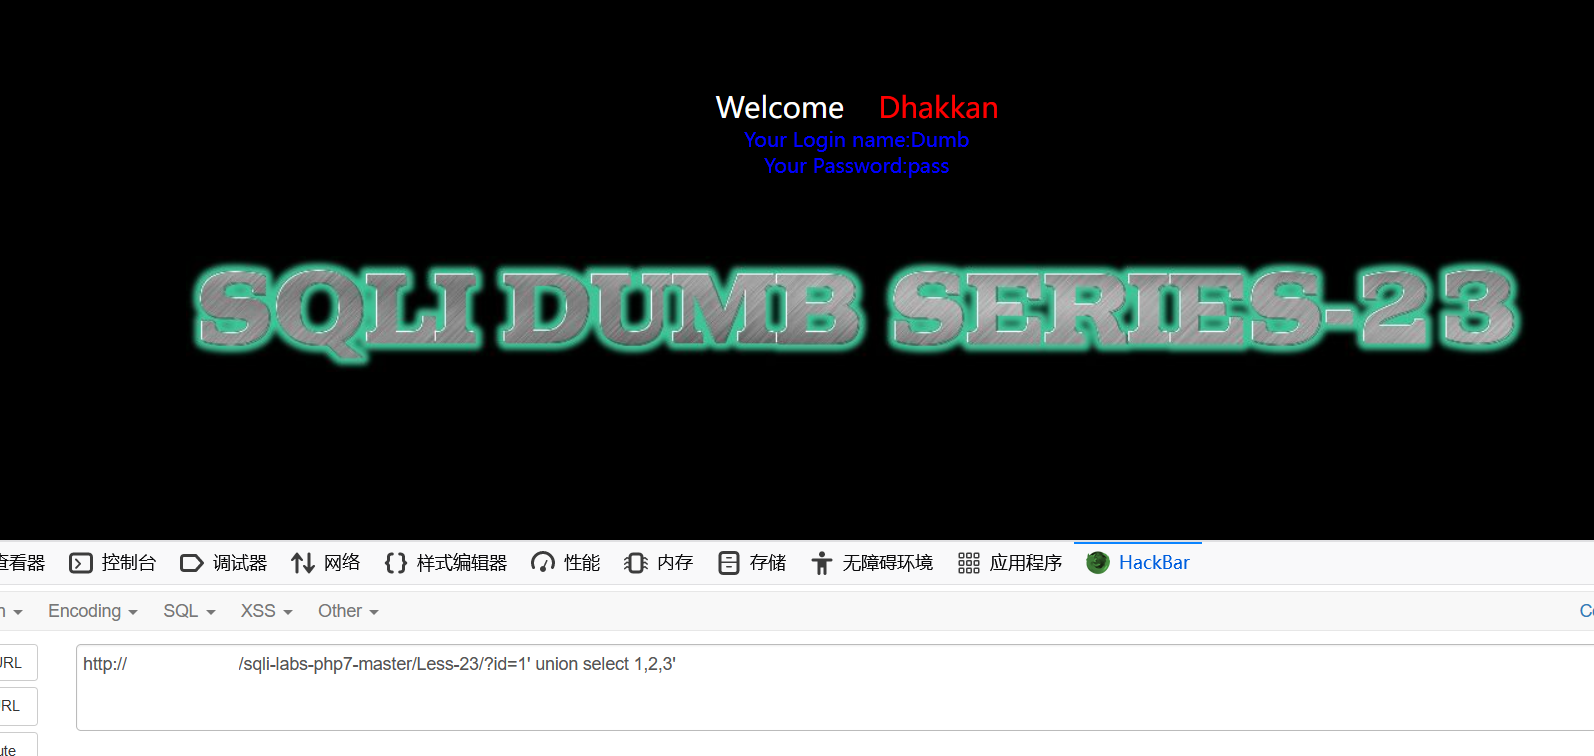 Welcome Dhakkan
Your Login name:Dumb
Your Password:pass
SQLI DUMB SERIES-23
查看器 控制台 调试器 网络 样式编辑器 性能 内存 存储 无障碍环境 应用程序 HackBar
Encoding SQL XSS Other
URL
http:// /sqli-labs-php7-master/Less-23/?id=1' union select 1,2,3'
URL